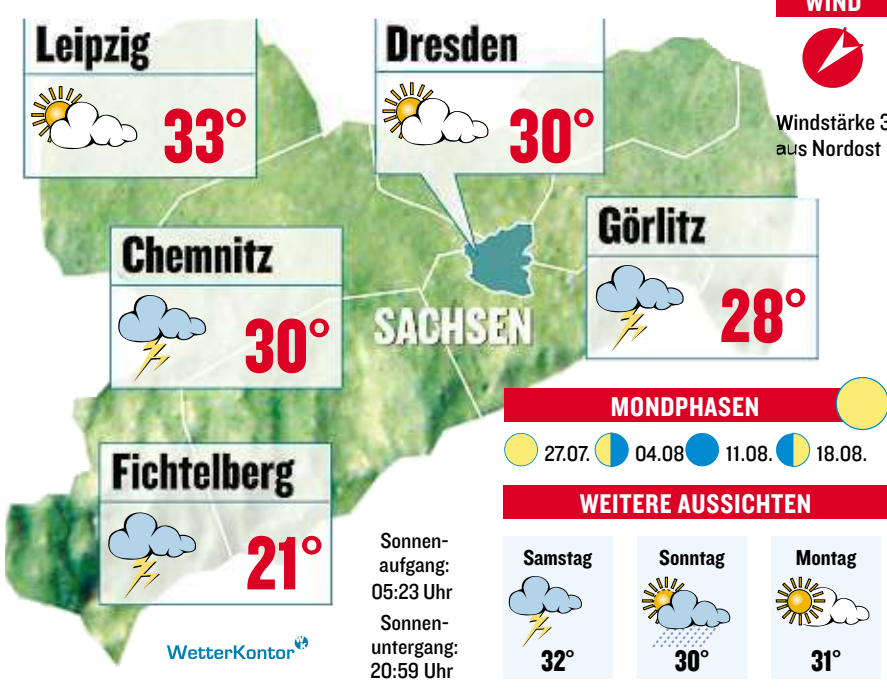 WIND
Leipzig
33°
Dresden
30°
Windstärke 3
aus Nordost
Görlitz
28°
Chemnitz
30°
SACHSEN
MONDPHASEN
27.07. 04.08 11.08. 18.08.
Fichtelberg
21°
WEITERE AUSSICHTEN
Sonnen-
aufgang:
05:23 Uhr
Sonnen-
untergang:
20:59 Uhr
Samstag
32°
Sonntag
30°
Montag
31°
WetterKontor